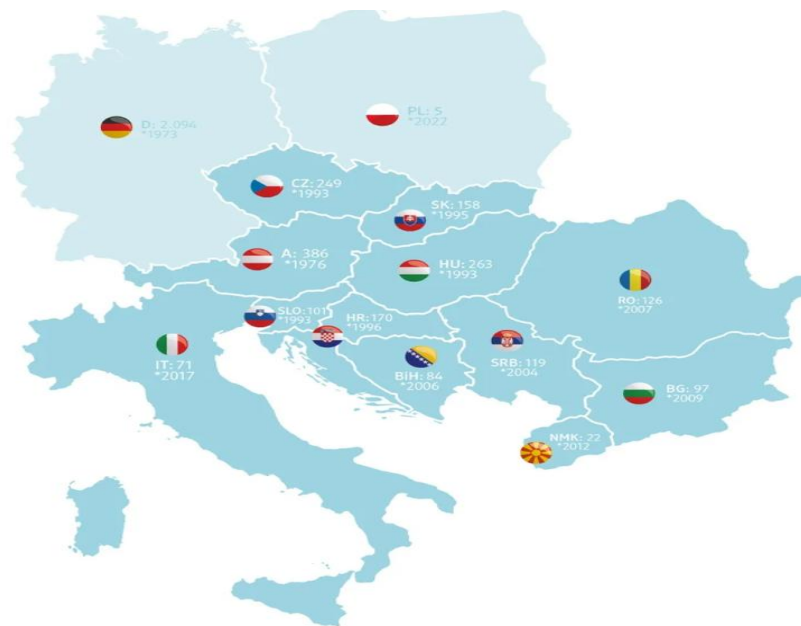 D: 2.094
*1973
PL: 5
*2022
CZ: 249
*1993
SK: 158
*1995
A: 386
*1976
HU: 263
*1993
RO: 126
*2007
SLO: 101
*1993
HR: 170
*1996
IT: 71
*2017
BiH: 84
*2006
SRB: 119
*2004
BG: 97
*2009
NMK: 22
*2012